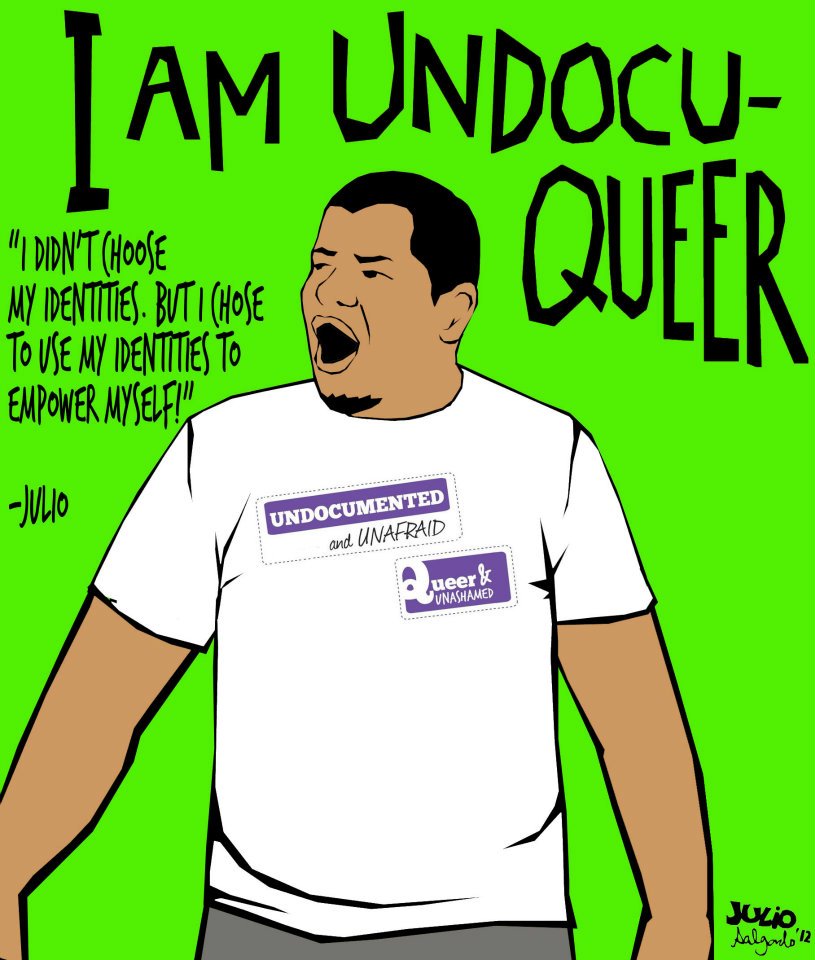 I AM UNDOCU-
QUEER
"I DIDN'T CHOOSE
MY IDENTITIES. BUT I CHOSE
TO USE MY IDENTITIES TO
EMPOWER MYSELF!"
-JULIO
UNDOCUMENTED
and UNAFRAID
Queer &
UNASHAMED
JULIO
Salgado '12